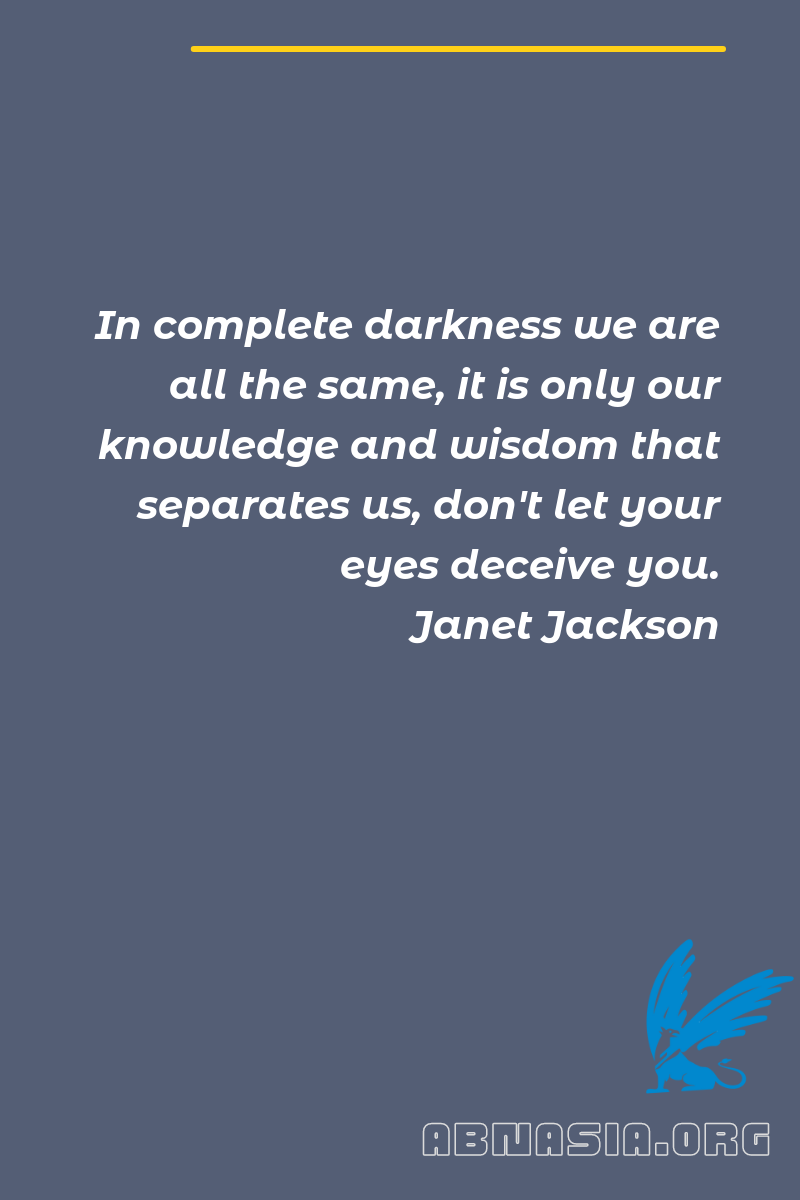 In complete darkness we are
all the same, it is only our
knowledge and wisdom that
separates us, don't let your
eyes deceive you.
Janet Jackson
ABNASIA.ORG